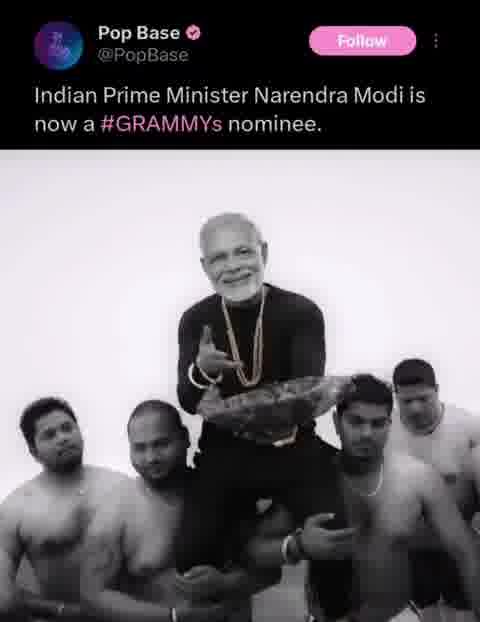 Pop Base
@PopBase
Follow
Indian Prime Minister Narendra Modi is
now a #GRAMMYs nominee.